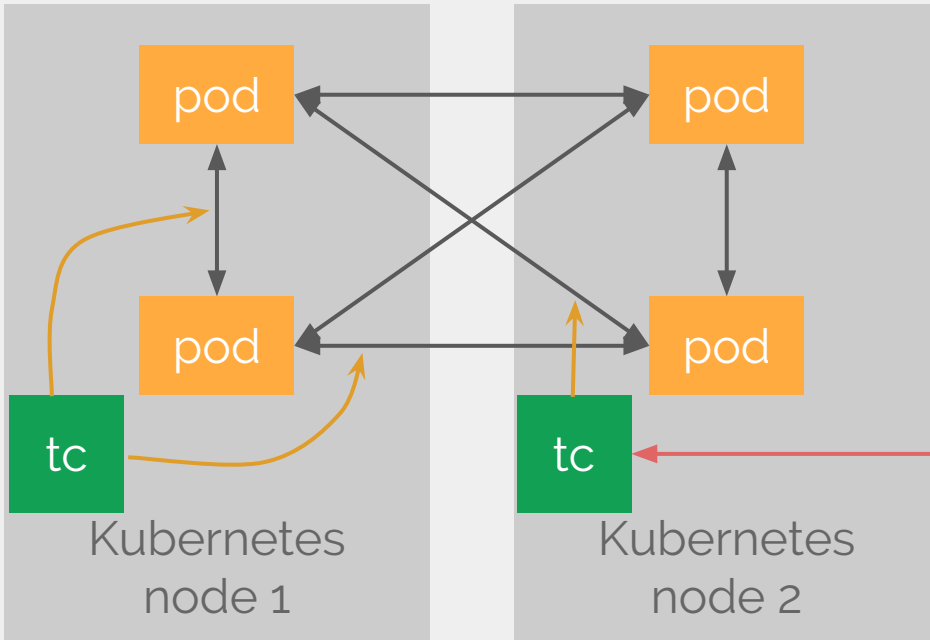 pod
pod
pod
pod
tc
tc
Kubernetes
node 1
Kubernetes
node 2